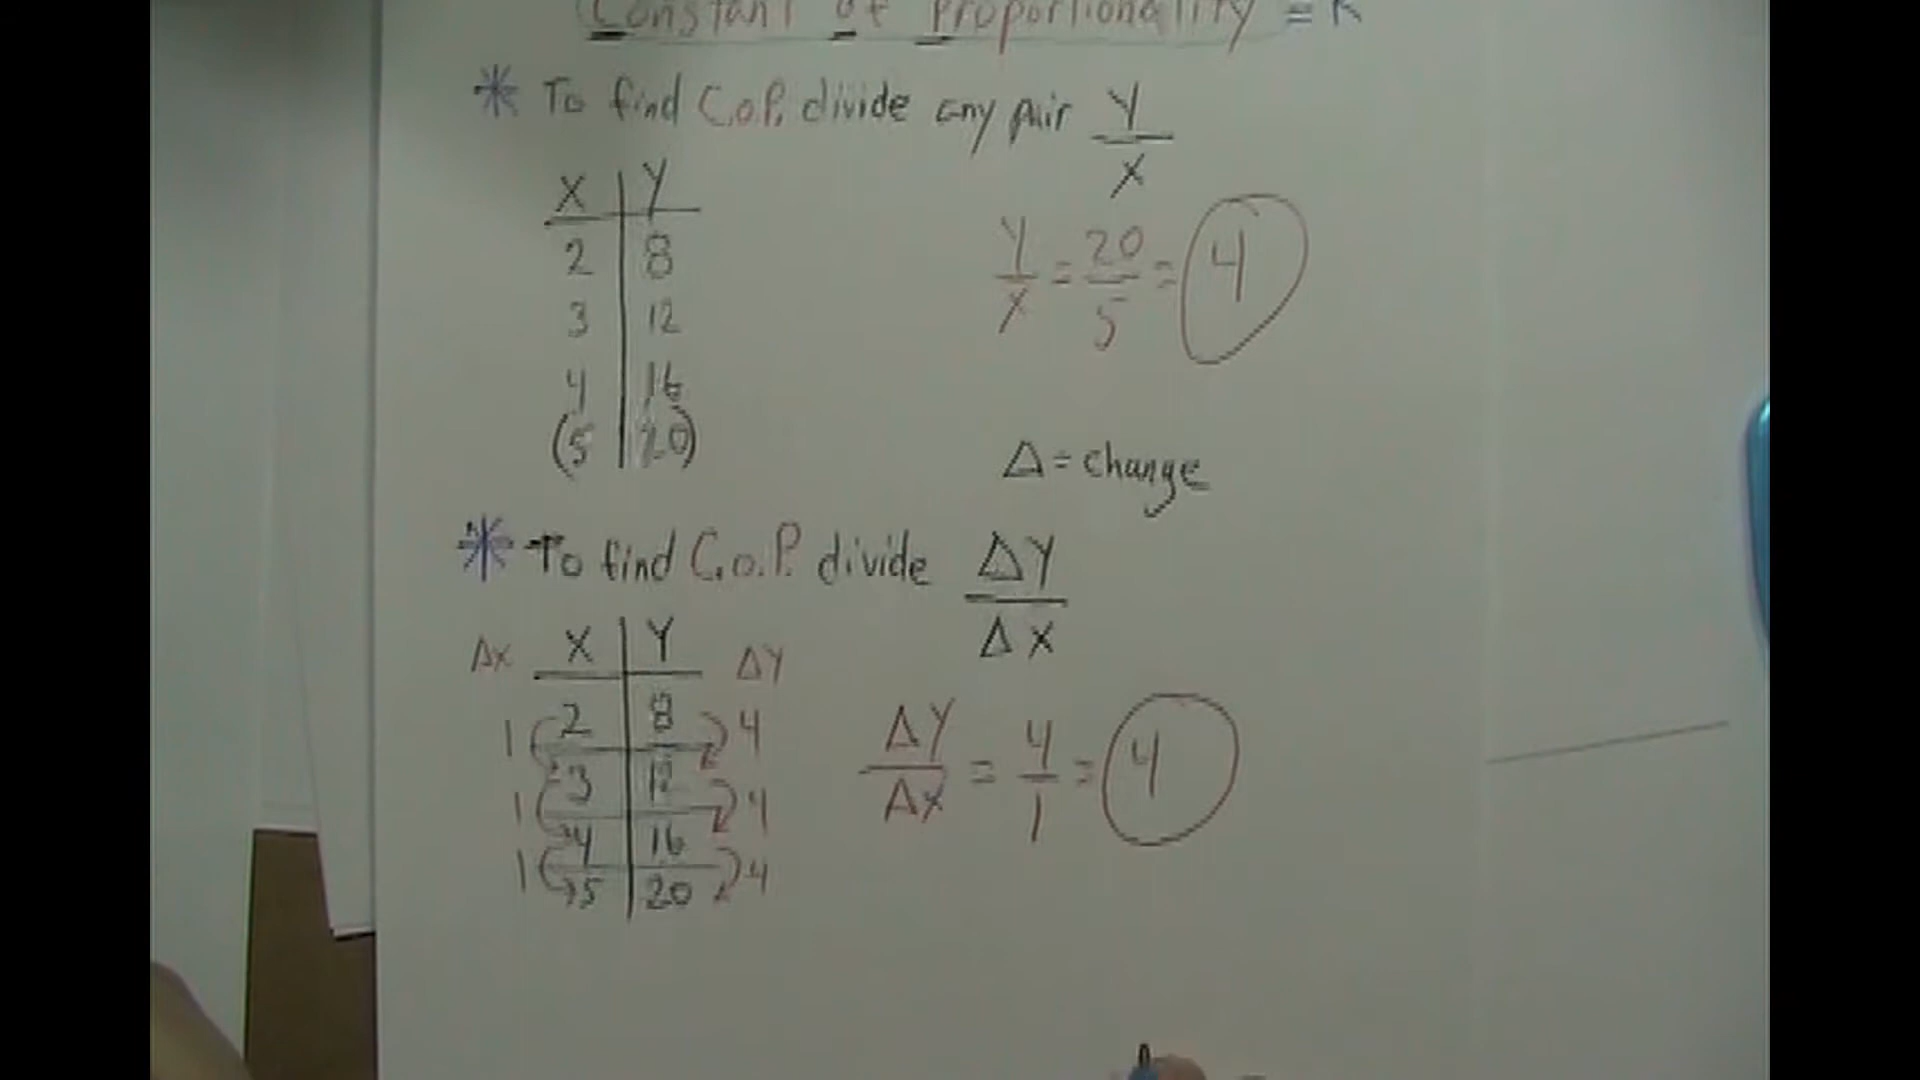 Constant of Proportionality = K
* To find C.o.P. divide any pair Y/X
X Y
2 8
3 12
4 16
(5 20)
Y/X = 20/5 = 4
Δ = change
* To find C.o.P. divide ΔY/ΔX
Δx X Y ΔY
2 8
1 4
3 12
1 4
4 16
1 4
5 20
ΔY/Δx = 4/1 = 4